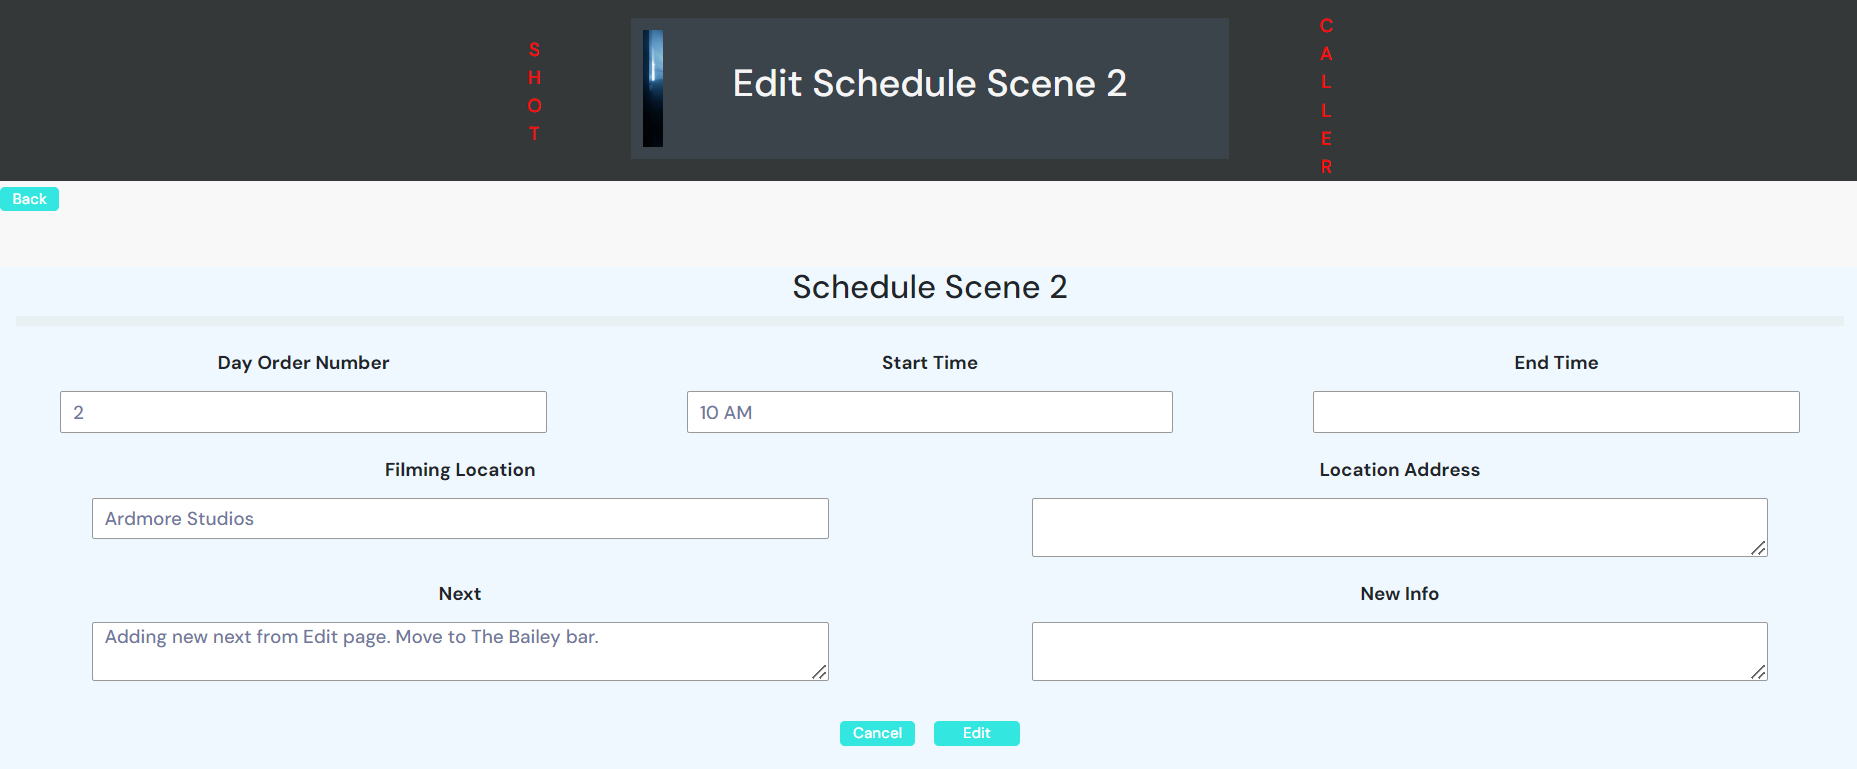 SHOT
Edit Schedule Scene 2
CALLER
Back
Schedule Scene 2
Day Order Number
Start Time
End Time
2
10 AM
Filming Location
Location Address
Ardmore Studios
Next
New Info
Adding new next from Edit page. Move to The Bailey bar.
Cancel
Edit